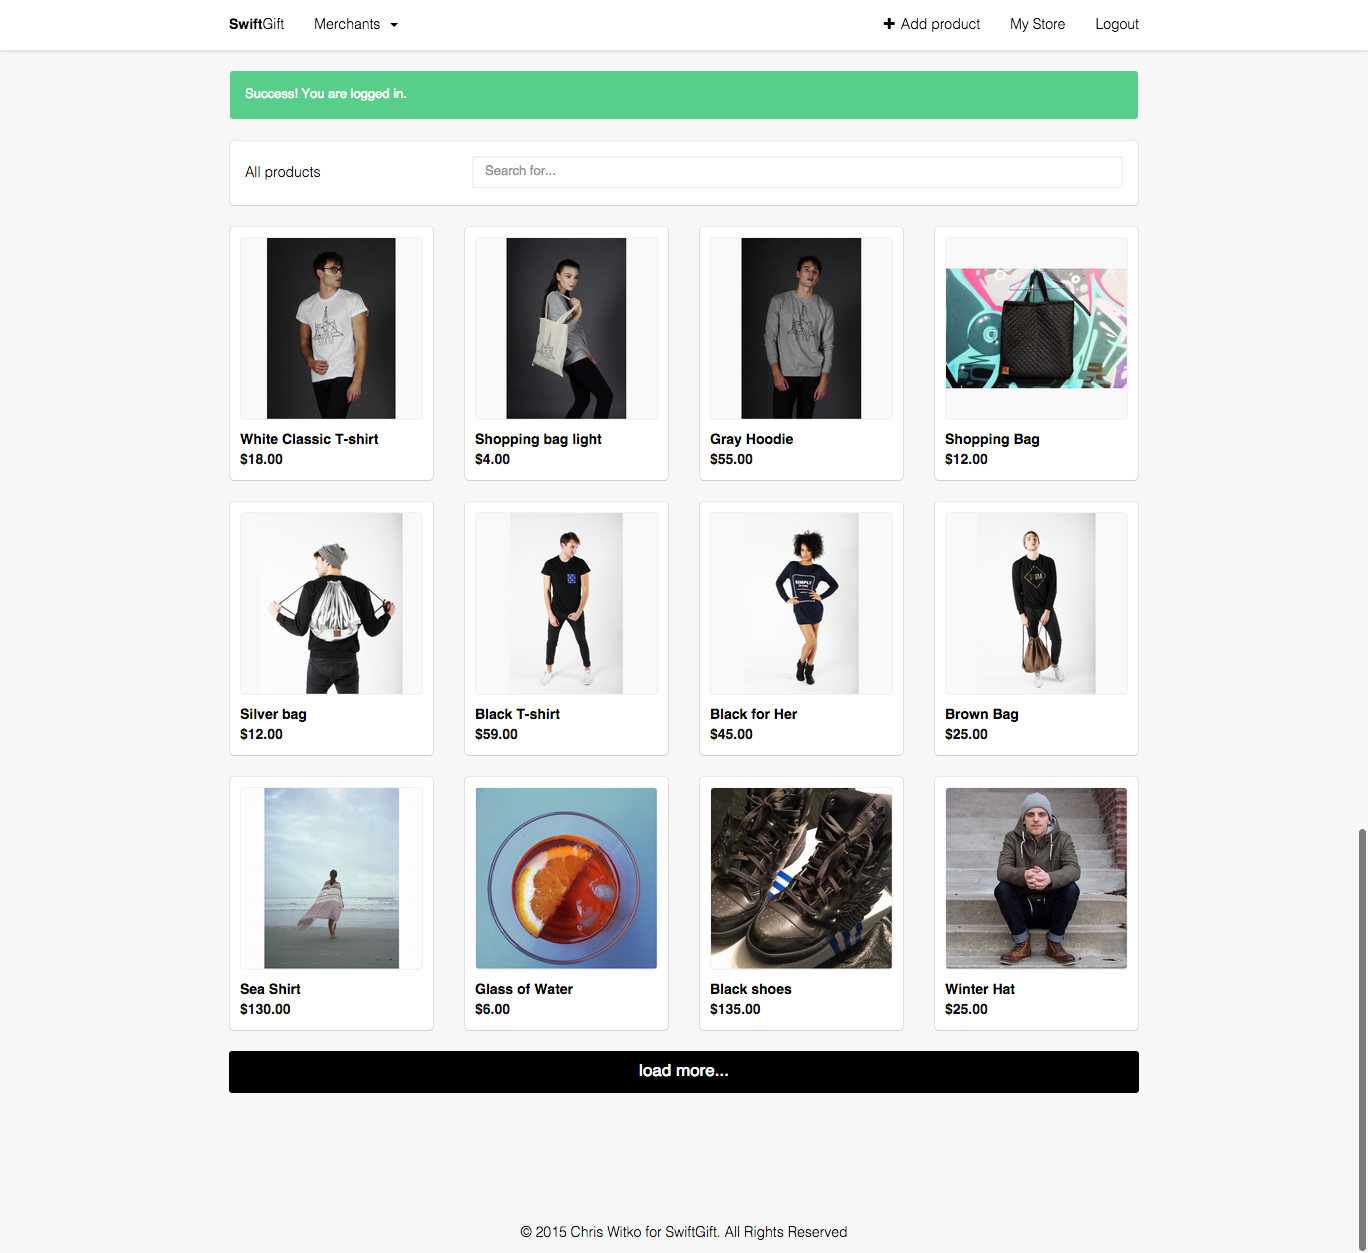 SwiftGift Merchants Add product My Store Logout
Success! You are logged in.
All products Search for...
White Classic T-shirt Shopping bag light Gray Hoodie Shopping Bag
$18.00 $4.00 $55.00 $12.00
SIMPLY
Silver bag Black T-shirt Black for Her Brown Bag
$12.00 $59.00 $45.00 $25.00
Sea Shirt Glass of Water Black shoes Winter Hat
$130.00 $6.00 $135.00 $25.00
load more...
© 2015 Chris Witko for SwiftGift. All Rights Reserved